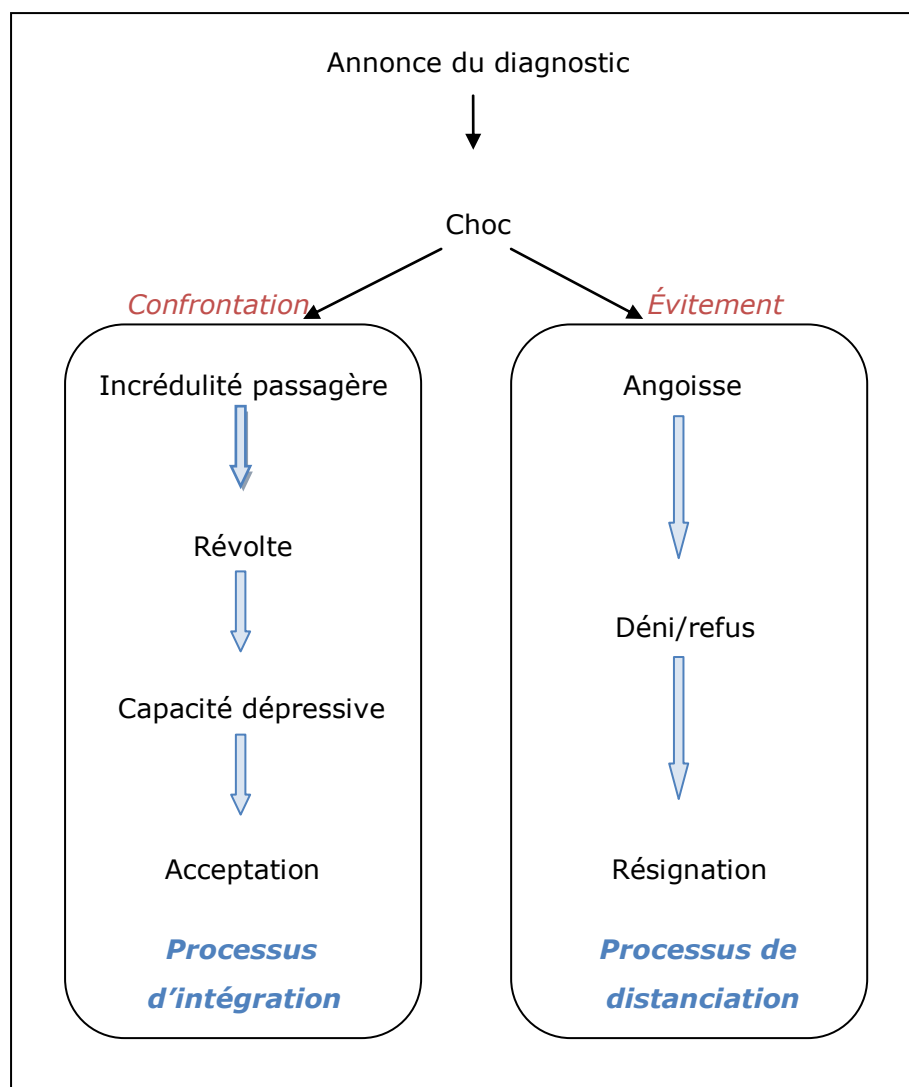 Annonce du diagnostic
Choc
Confrontation
Incrédulité passagère
Révolte
Capacité dépressive
Acceptation
Processus
d’intégration
Évitement
Angoisse
Déni/refus
Résignation
Processus de
distanciation